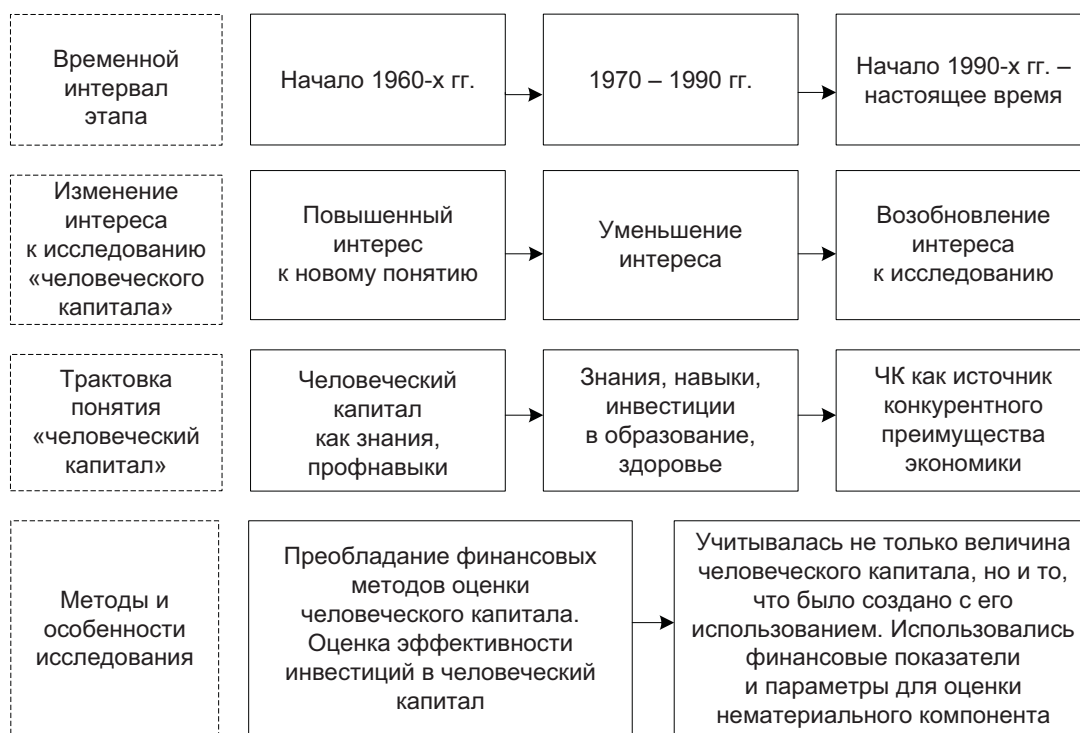 Временной
интервал
этапа
Начало 1960-х гг.
1970 – 1990 гг.
Начало 1990-х гг. –
настоящее время
Изменение
интереса
к исследованию
«человеческого
капитала»
Повышенный
интерес
к новому понятию
Уменьшение
интереса
Возобновление
интереса
к исследованию
Трактовка
понятия
«человеческий
капитал»
Человеческий
капитал
как знания,
профнавыки
Знания, навыки,
инвестиции
в образование,
здоровье
ЧК как источник
конкурентного
преимущества
экономики
Методы и
особенности
исследования
Преобладание финансовых
методов оценки
человеческого капитала.
Оценка эффективности
инвестиций в человеческий
капитал
Учитывалась не только величина
человеческого капитала, но и то,
что было создано с его
использованием. Использовались
финансовые показатели
и параметры для оценки
нематериального компонента